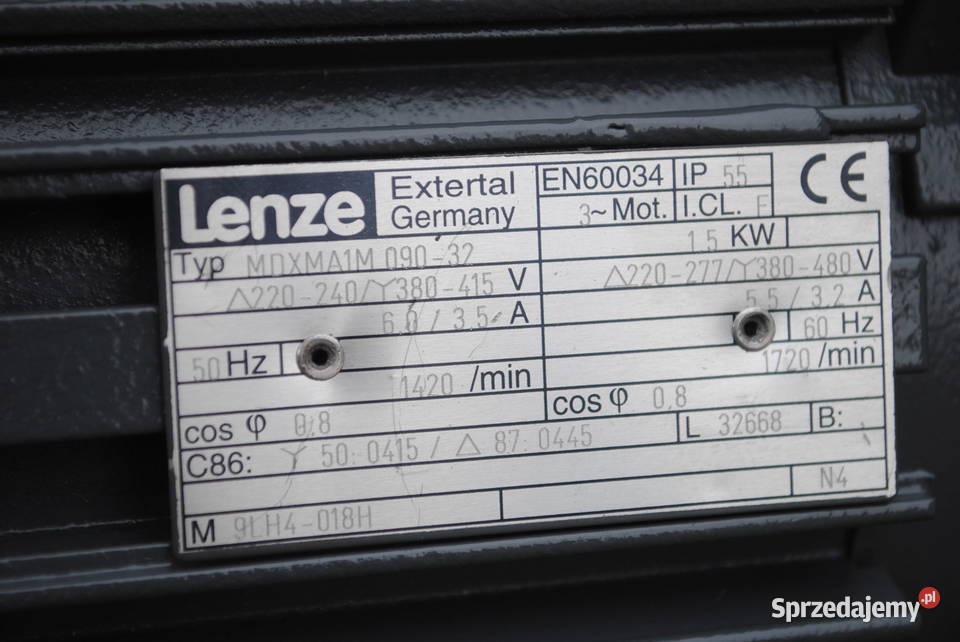 Lenze Extertal Germany EN60034 IP 55 CE
3~ Mot. I.CL. F
Typ MDXMA1M 090-32 1.5 KW
△220-240/Y380-415 V △220-277/Y380-480 V
6.0 / 3.5 A 5.5 / 3.2 A
50 Hz 60 Hz
1420 /min 1720 /min
cos φ 0.8 cos φ 0.8
C86: Y 50:0415 / △ 87:0445 L 32668 B:
N4
M 9LH4-018H
Sprzedajemy.pl